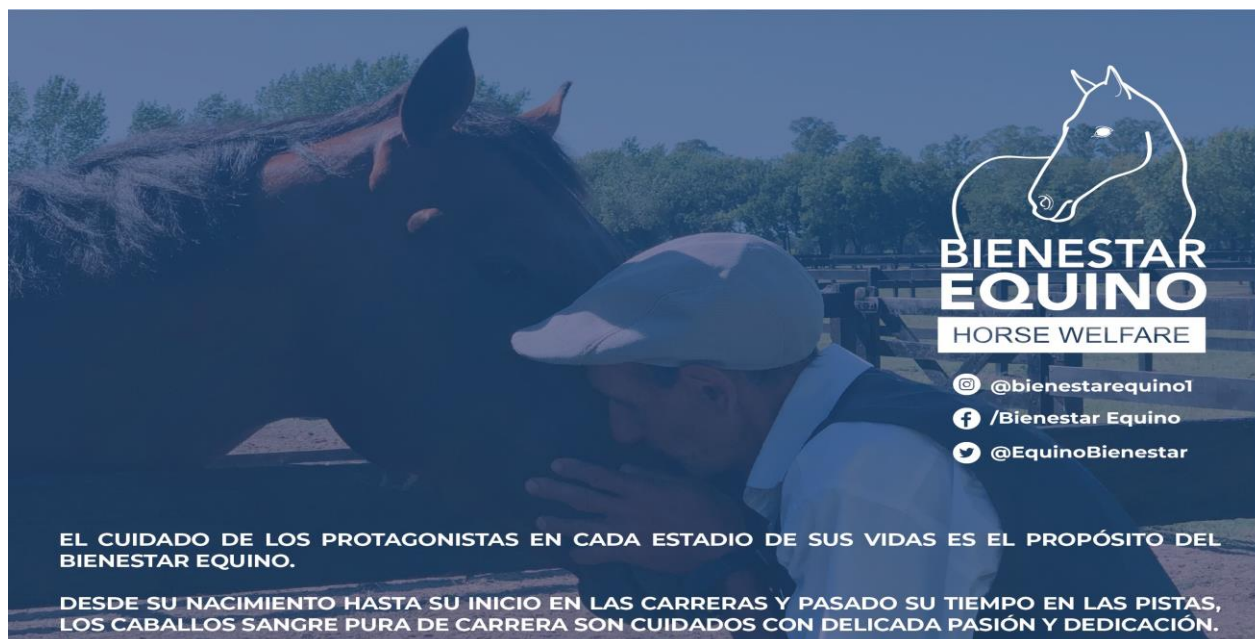 BIENESTAR
EQUINO
HORSE WELFARE
@bienestarequino1
/Bienestar Equino
@EquinoBienestar
EL CUIDADO DE LOS PROTAGONISTAS EN CADA ESTADIO DE SUS VIDAS ES EL PROPÓSITO DEL
BIENESTAR EQUINO.
DESDE SU NACIMIENTO HASTA SU INICIO EN LAS CARRERAS Y PASADO SU TIEMPO EN LAS PISTAS,
LOS CABALLOS SANGRE PURA DE CARRERA SON CUIDADOS CON DELICADA PASIÓN Y DEDICACIÓN.